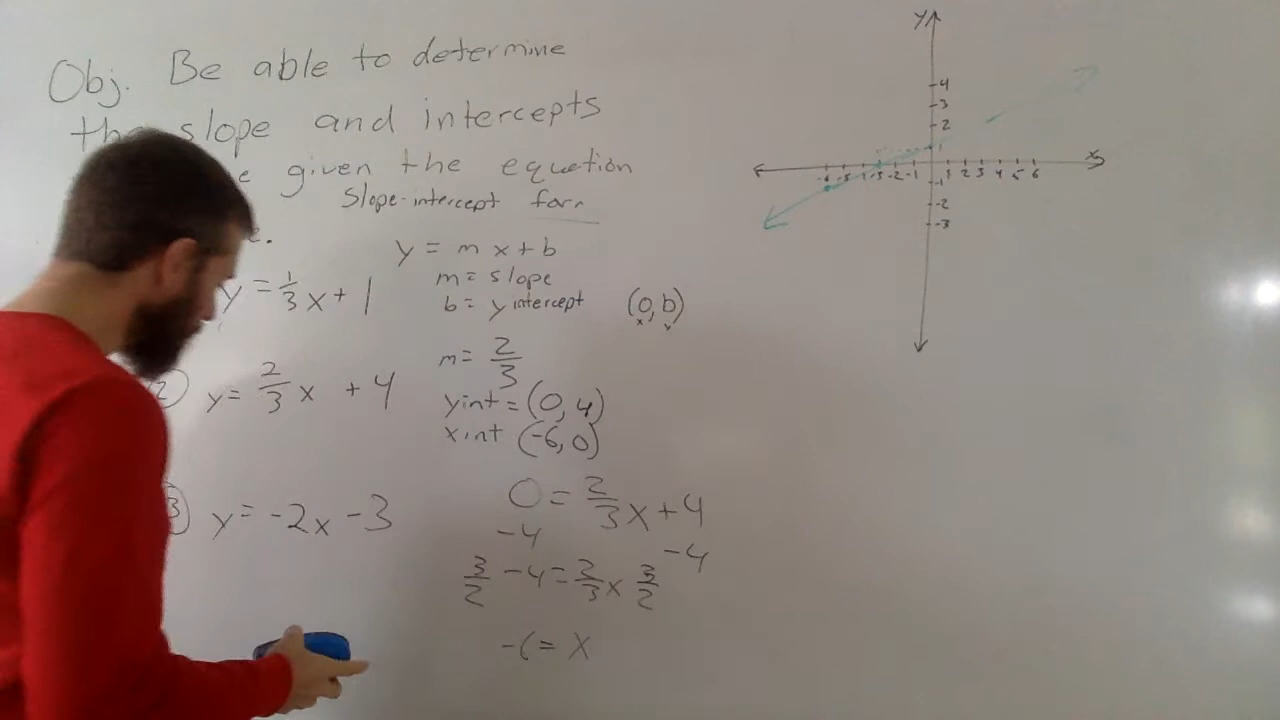 Obj. Be able to determine
the slope and intercepts
given the equation
Slope-intercept form
y = mx + b
m = slope
b = y intercept (0, b)
x y
y = 1/3 x + 1
m = 2/3
2 y = 2/3 x + 4
y int = (0, 4)
x int (-6, 0)
3 y = -2x - 3
0 = 2/3 x + 4
-4 -4
3/2 -4 = 2/3 x 3/2
-6 = x
y
4
3
2
1
x
-6 -5 -4 -3 -2 -1 1 2 3 4 5 6
-1
-2
-3